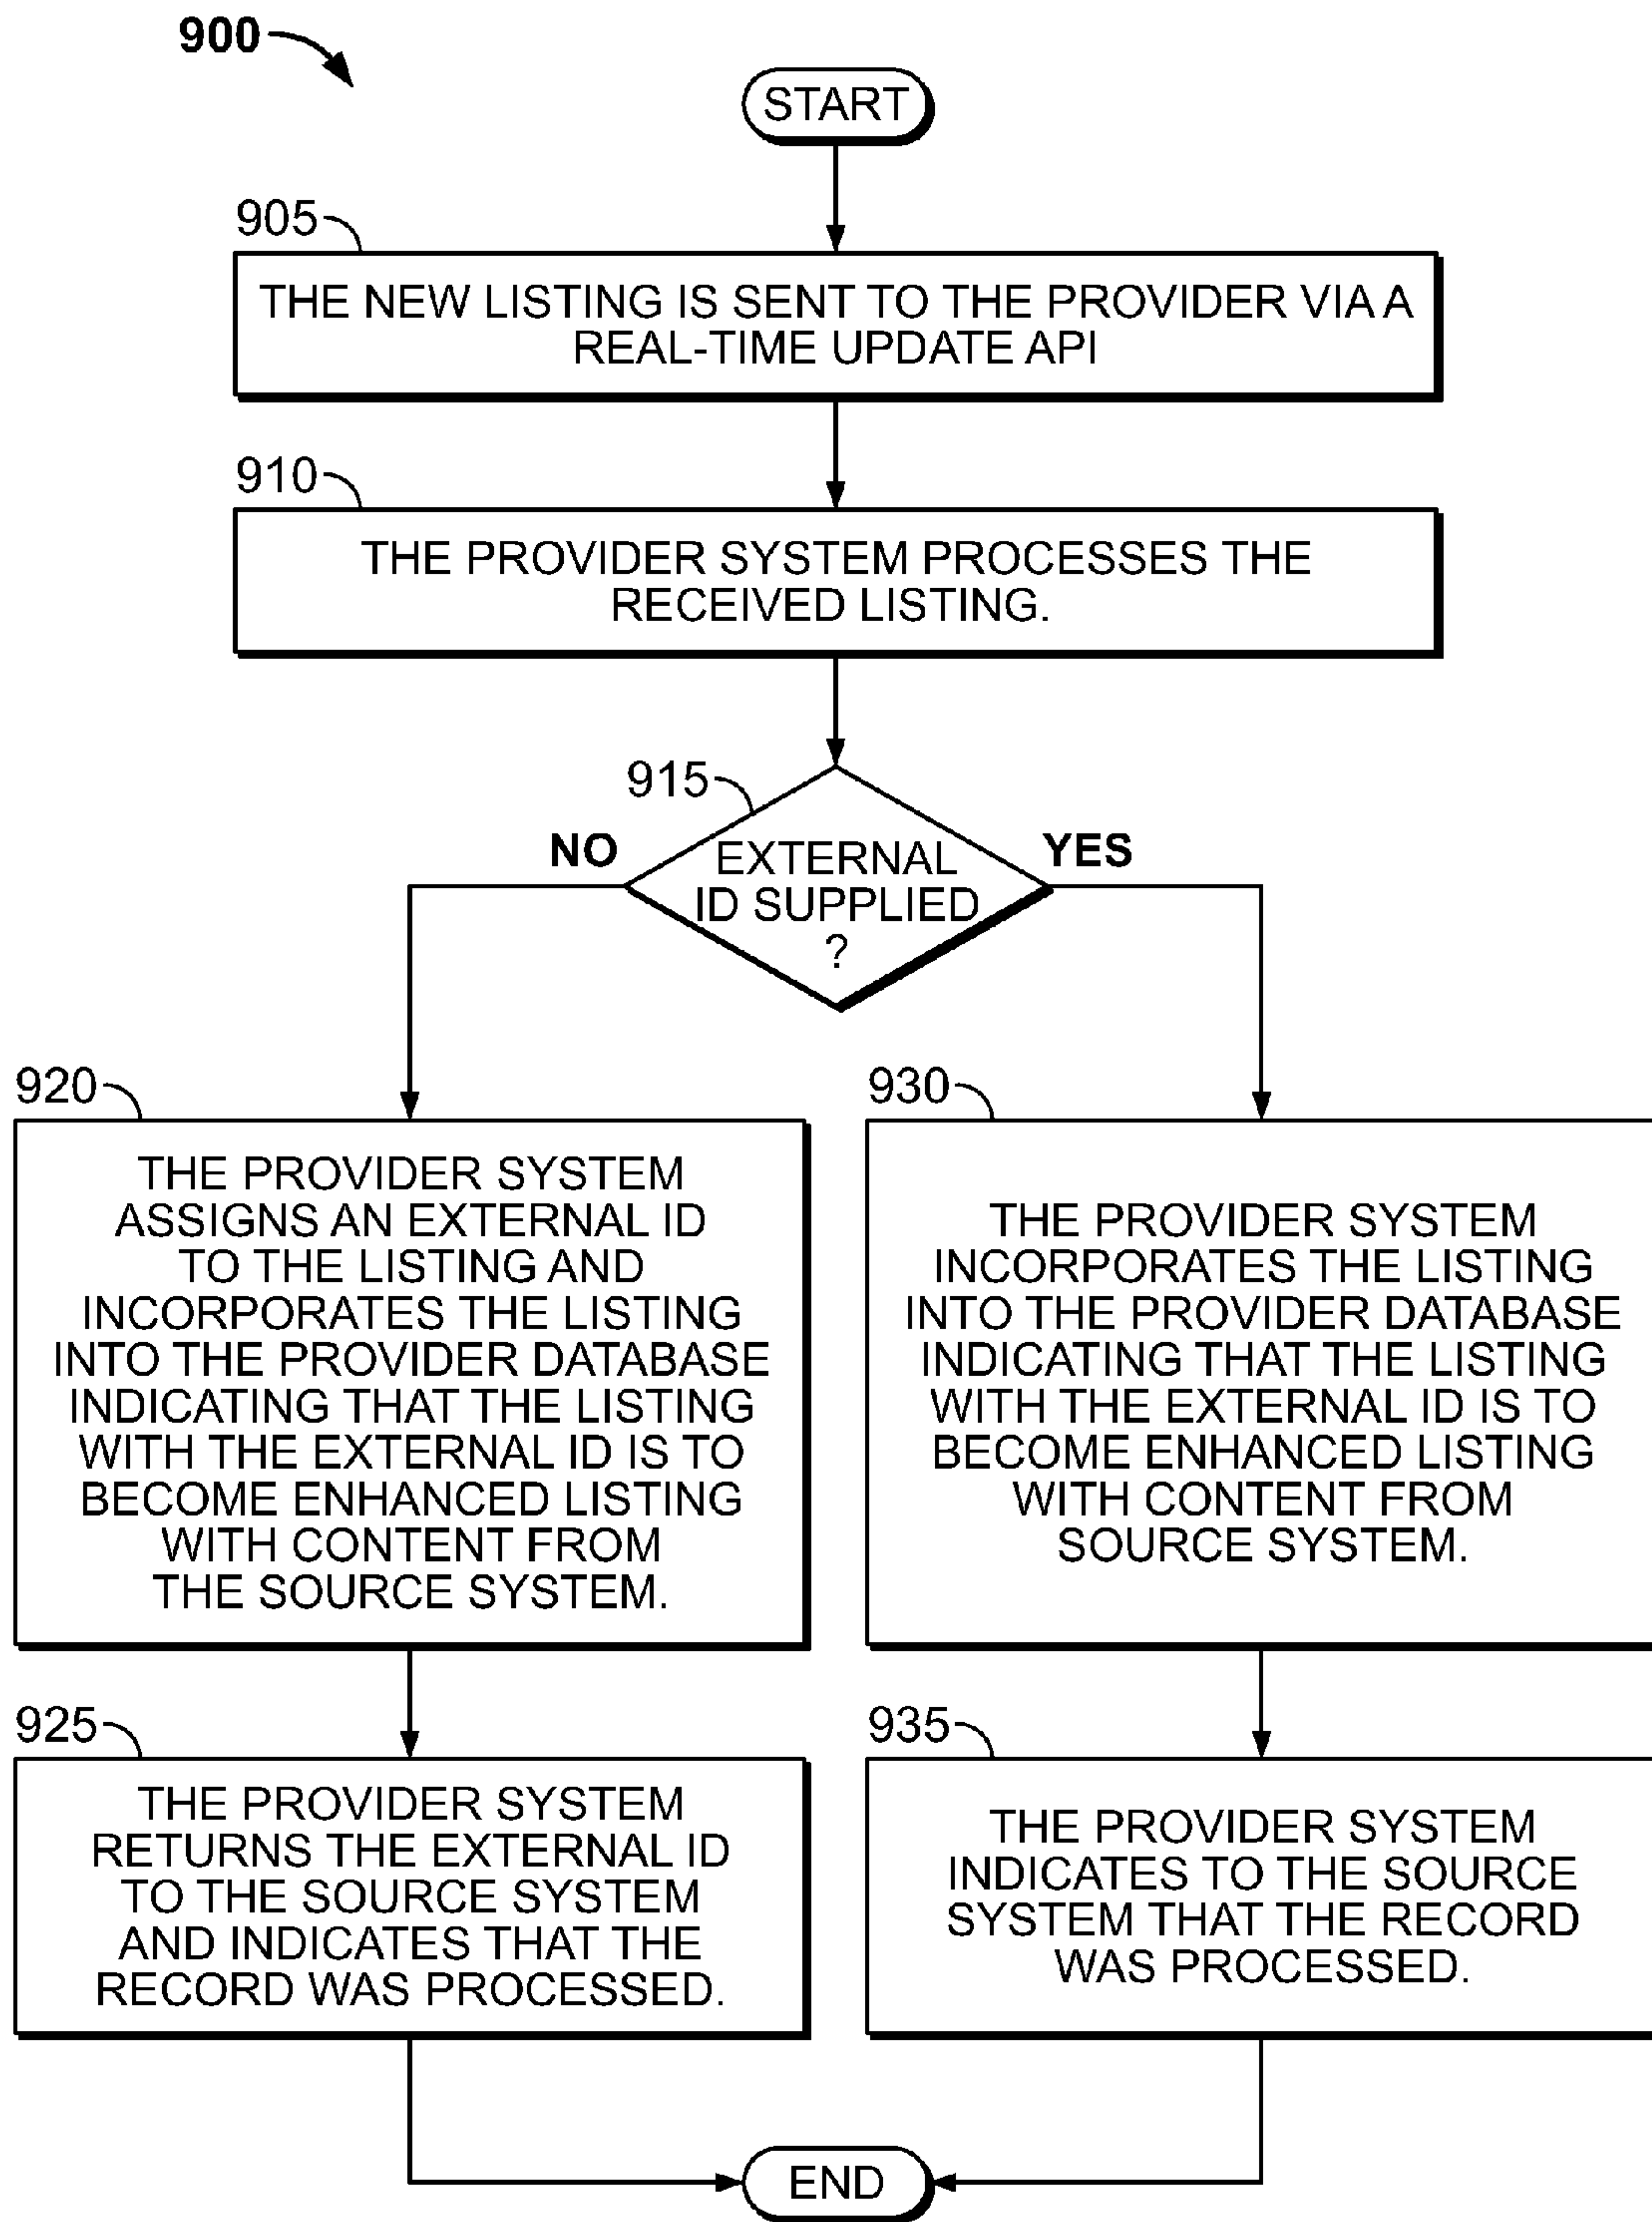 900
START
905
THE NEW LISTING IS SENT TO THE PROVIDER VIA A
REAL-TIME UPDATE API
910
THE PROVIDER SYSTEM PROCESSES THE
RECEIVED LISTING.
915
NO
EXTERNAL
ID SUPPLIED
?
YES
920
THE PROVIDER SYSTEM
ASSIGNS AN EXTERNAL ID
TO THE LISTING AND
INCORPORATES THE LISTING
INTO THE PROVIDER DATABASE
INDICATING THAT THE LISTING
WITH THE EXTERNAL ID IS TO
BECOME ENHANCED LISTING
WITH CONTENT FROM
THE SOURCE SYSTEM.
930
THE PROVIDER SYSTEM
INCORPORATES THE LISTING
INTO THE PROVIDER DATABASE
INDICATING THAT THE LISTING
WITH THE EXTERNAL ID IS TO
BECOME ENHANCED LISTING
WITH CONTENT FROM
SOURCE SYSTEM.
925
THE PROVIDER SYSTEM
RETURNS THE EXTERNAL ID
TO THE SOURCE SYSTEM
AND INDICATES THAT THE
RECORD WAS PROCESSED.
935
THE PROVIDER SYSTEM
INDICATES TO THE SOURCE
SYSTEM THAT THE RECORD
WAS PROCESSED.
END